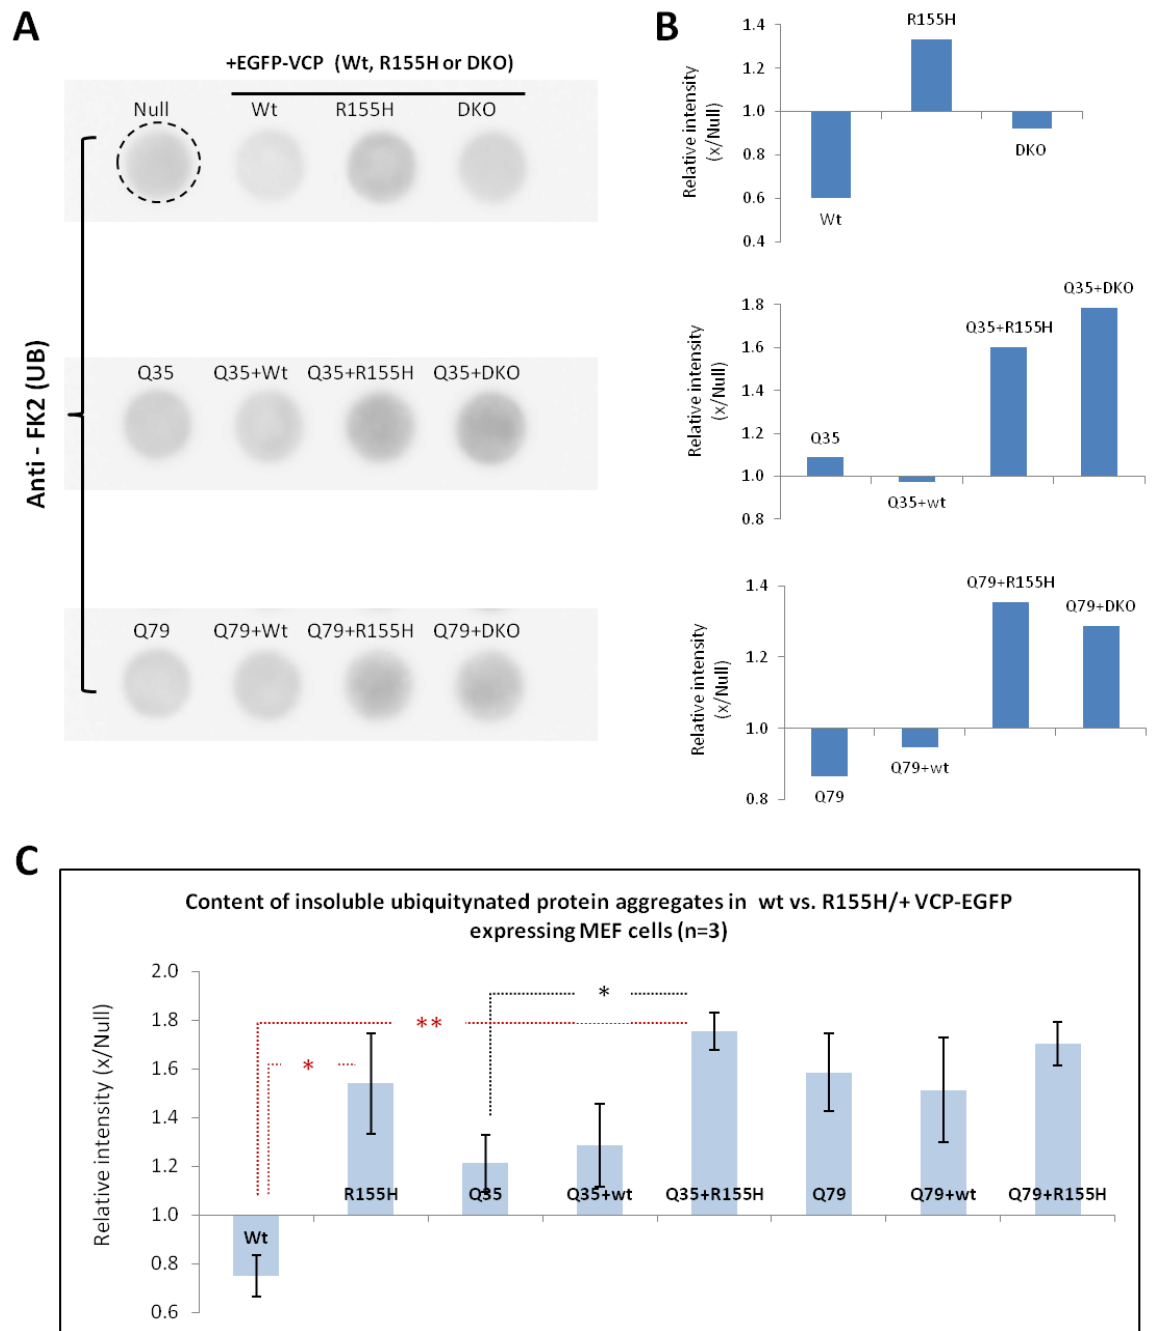 A
+EGFP-VCP (Wt, R155H or DKO)
Null Wt R155H DKO
Anti - FK2 (UB)
Q35 Q35+Wt Q35+R155H Q35+DKO
Q79 Q79+Wt Q79+R155H Q79+DKO
B
Relative intensity
(x/Null)
1.4
1.2
1.0
0.8
0.6
0.4
R155H
DKO
Wt
Relative intensity
(x/Null)
1.8
1.6
1.4
1.2
1.0
0.8
Q35+DKO
Q35+R155H
Q35
Q35+wt
Relative intensity
(x/Null)
1.4
1.2
1.0
0.8
Q79+R155H
Q79+DKO
Q79+wt
Q79
C
Content of insoluble ubiquitynated protein aggregates in wt vs. R155H/+ VCP-EGFP
expressing MEF cells (n=3)
Relative intensity (x/Null)
2.0
1.8
1.6
1.4
1.2
1.0
0.8
0.6
*
**
*
R155H Q35 Q35+wt Q35+R155H Q79 Q79+wt Q79+R155H
Wt